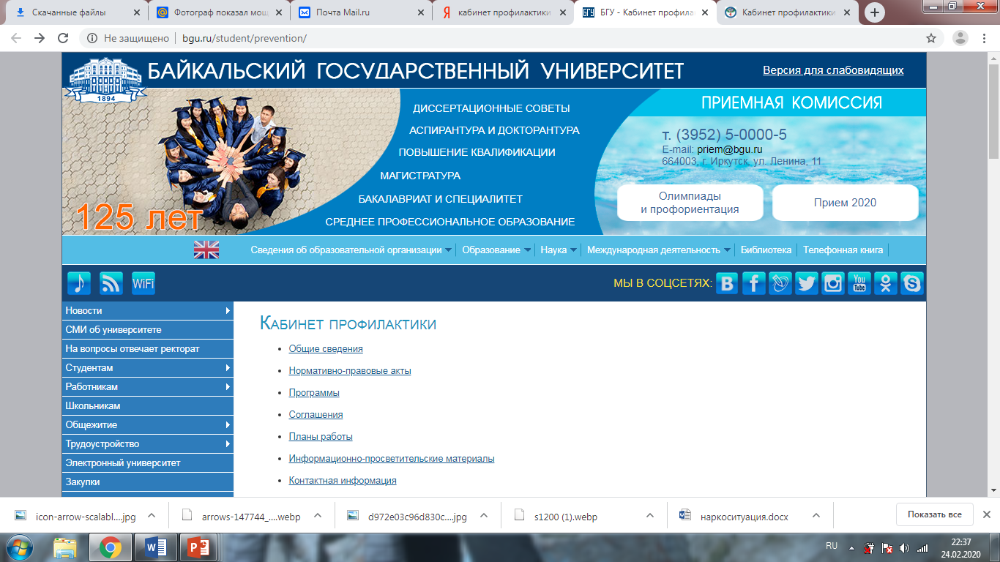 Скачанные файлы
Фотограф показал мощ
Почта Mail.ru
кабинет профилактики
БГУ - Кабинет профила
Кабинет профилактики
Не защищено
bgu.ru/student/prevention/
БАЙКАЛЬСКИЙ ГОСУДАРСТВЕННЫЙ УНИВЕРСИТЕТ
Версия для слабовидящих
1894
125 лет
ДИССЕРТАЦИОННЫЕ СОВЕТЫ
АСПИРАНТУРА И ДОКТОРАНТУРА
ПОВЫШЕНИЕ КВАЛИФИКАЦИИ
МАГИСТРАТУРА
БАКАЛАВРИАТ И СПЕЦИАЛИТЕТ
СРЕДНЕЕ ПРОФЕССИОНАЛЬНОЕ ОБРАЗОВАНИЕ
ПРИЕМНАЯ КОМИССИЯ
т. (3952) 5-0000-5
E-mail: priem@bgu.ru
664003, г. Иркутск, ул. Ленина, 11
Олимпиады
и профориентация
Прием 2020
Сведения об образовательной организации
Образование
Наука
Международная деятельность
Библиотека
Телефонная книга
WiFi
МЫ В СОЦСЕТЯХ:
You
Tube
Новости
СМИ об университете
На вопросы отвечает ректорат
Студентам
Работникам
Школьникам
Общежитие
Трудоустройство
Электронный университет
Закупки
Кабинет профилактики
Общие сведения
Нормативно-правовые акты
Программы
Соглашения
Планы работы
Информационно-просветительские материалы
Контактная информация
icon-arrow-scalabl....jpg
arrows-147744_....webp
d972e03c96d830c....jpg
s1200 (1).webp
наркоситуация.docx
Показать все
RU
22:37
24.02.2020